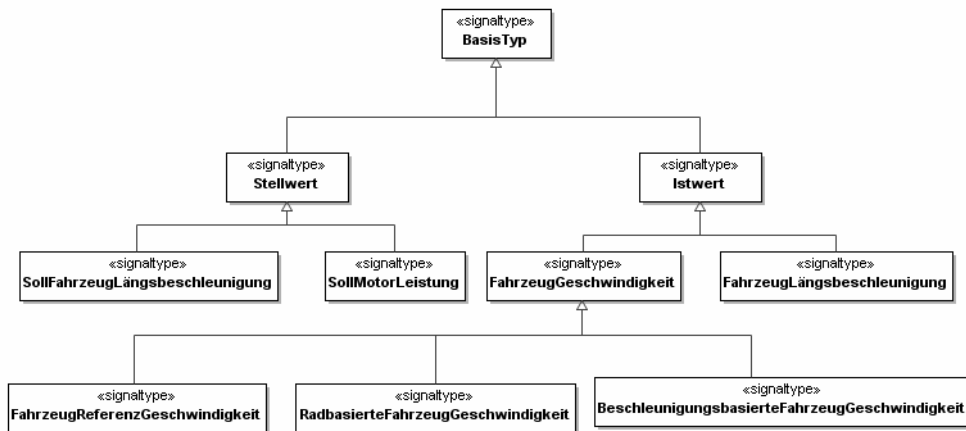 «signaltype»
BasisTyp
«signaltype»
Stellwert
«signaltype»
Istwert
«signaltype»
SollFahrzeugLängsbeschleunigung
«signaltype»
SollMotorLeistung
«signaltype»
FahrzeugGeschwindigkeit
«signaltype»
FahrzeugLängsbeschleunigung
«signaltype»
FahrzeugReferenzGeschwindigkeit
«signaltype»
RadbasierteFahrzeugGeschwindigkeit
«signaltype»
BeschleunigungsbasierteFahrzeugGeschwindigkeit